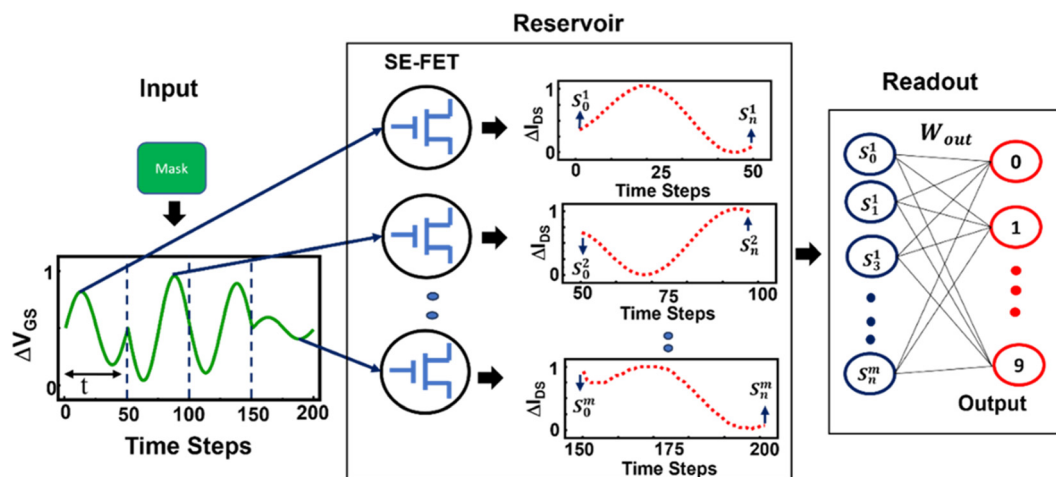 Reservoir
Input
SE-FET
Readout
Mask
ΔV_GS
1
0
t
0 50 100 150 200
Time Steps
ΔI_DS
1
0
S_0^1
S_n^1
0 25 50
Time Steps
ΔI_DS
1
0
S_0^2
S_n^2
50 75 100
Time Steps
ΔI_DS
1
0
S_0^m
S_n^m
150 175 200
Time Steps
W_out
S_0^1
S_1^1
S_3^1
S_n^m
0
1
9
Output